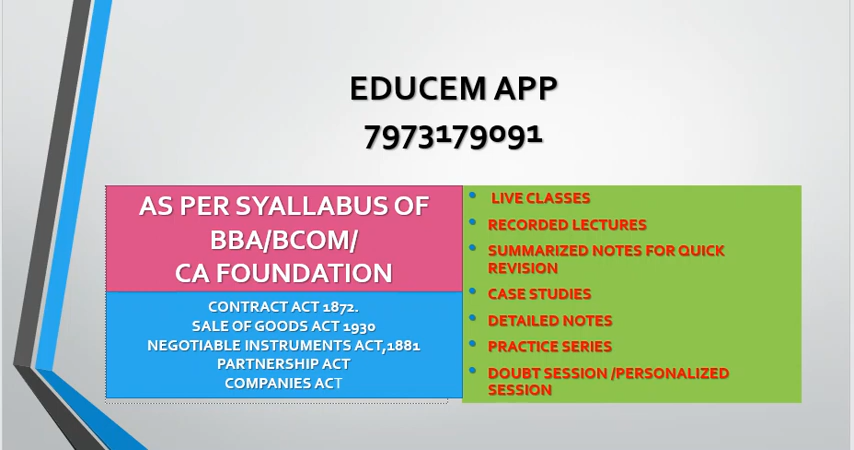 EDUCEM APP
7973179091
AS PER SYALLABUS OF
BBA/BCOM/
CA FOUNDATION
CONTRACT ACT 1872.
SALE OF GOODS ACT 1930
NEGOTIABLE INSTRUMENTS ACT,1881
PARTNERSHIP ACT
COMPANIES ACT
• LIVE CLASSES
• RECORDED LECTURES
• SUMMARIZED NOTES FOR QUICK
REVISION
• CASE STUDIES
• DETAILED NOTES
• PRACTICE SERIES
• DOUBT SESSION /PERSONALIZED
SESSION